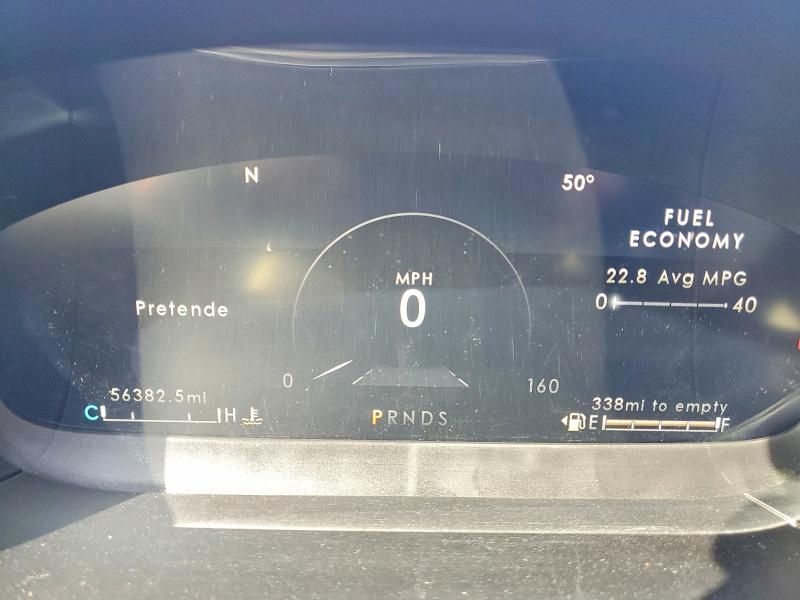 N
50°
FUEL
ECONOMY
22.8 Avg MPG
0 40
MPH
0
Pretende
0
160
56382.5mi
C H
PRNDS
338mi to empty
E F